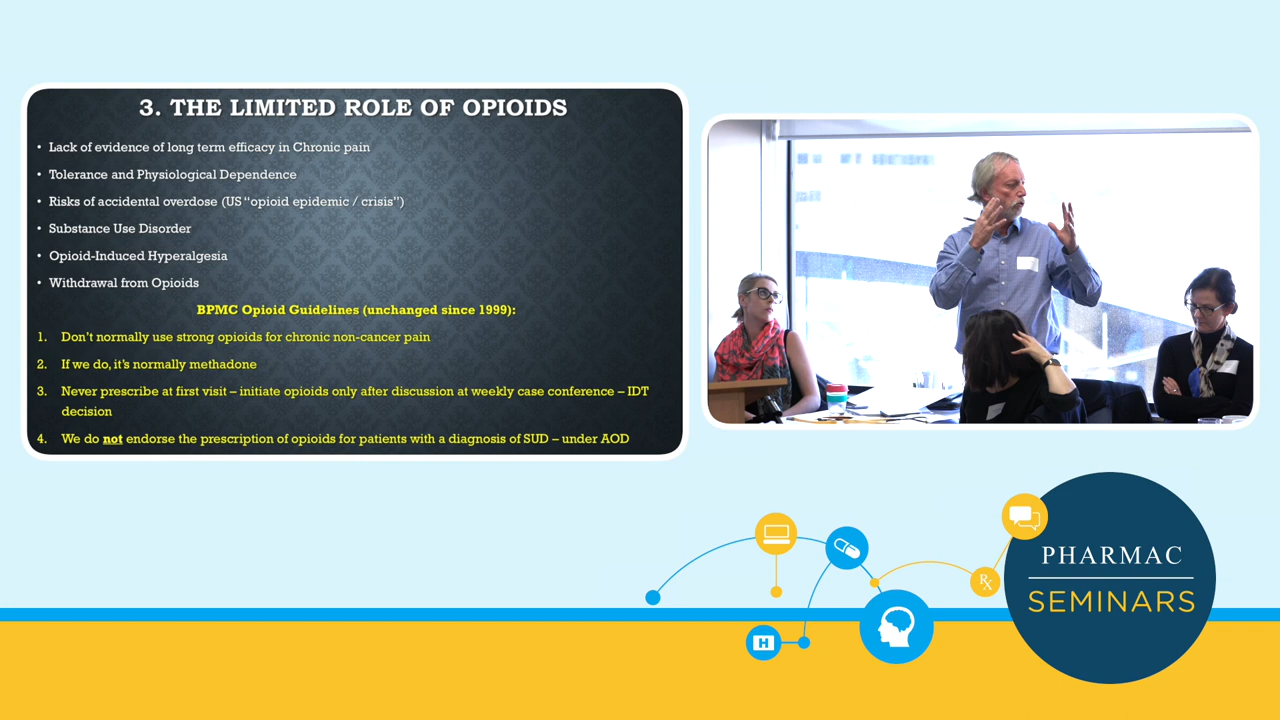 3. THE LIMITED ROLE OF OPIOIDS
• Lack of evidence of long term efficacy in Chronic pain
• Tolerance and Physiological Dependence
• Risks of accidental overdose (US “opioid epidemic / crisis”)
• Substance Use Disorder
• Opioid-Induced Hyperalgesia
• Withdrawal from Opioids
BPMC Opioid Guidelines (unchanged since 1999):
1. Don’t normally use strong opioids for chronic non-cancer pain
2. If we do, it’s normally methadone
3. Never prescribe at first visit – initiate opioids only after discussion at weekly case conference – IDT
decision
4. We do not endorse the prescription of opioids for patients with a diagnosis of SUD – under AOD
PHARMAC
SEMINARS
Rx
H